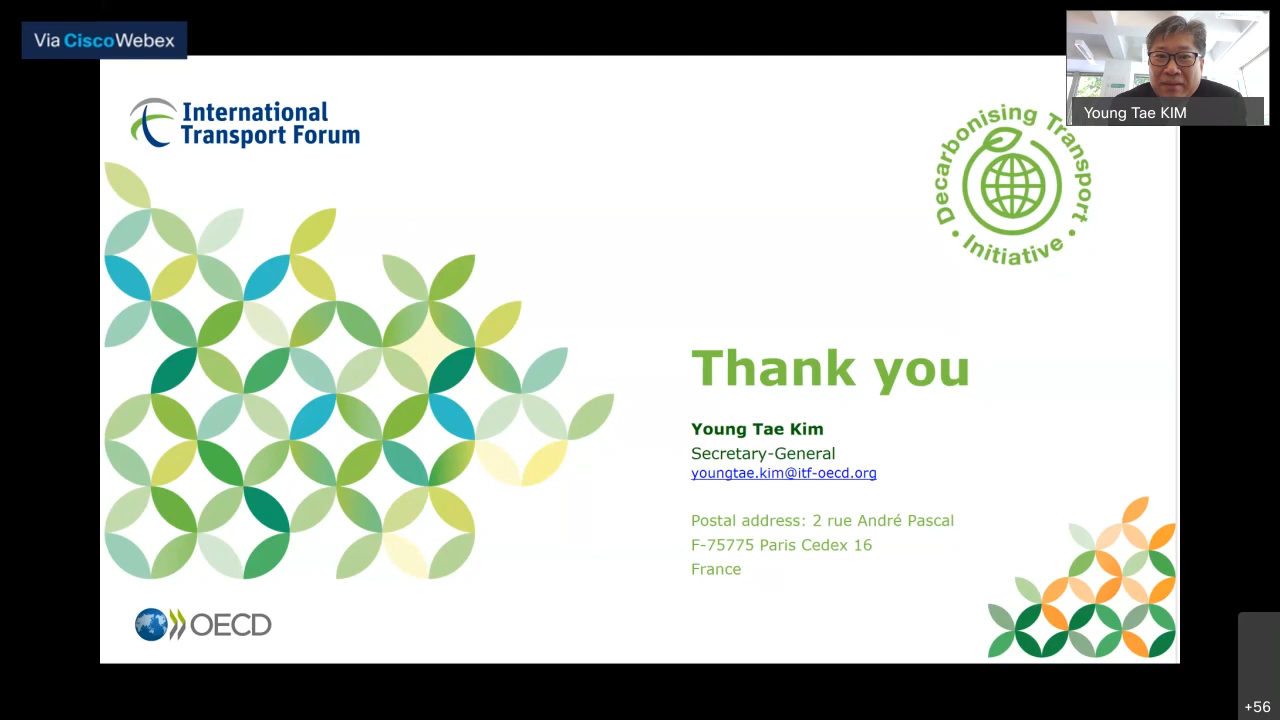 Via CiscoWebex
Young Tae KIM
International
Transport Forum
Decarbonising Transport
• Initiative •
Thank you
Young Tae Kim
Secretary-General
youngtae.kim@itf-oecd.org
Postal address: 2 rue André Pascal
F-75775 Paris Cedex 16
France
OECD
+56